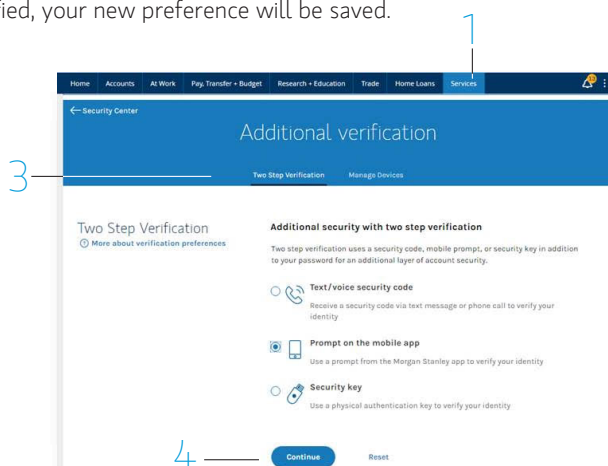 fied, your new preference will be saved.
1
Home Accounts At Work Pay, Transfer + Budget Research + Education Trade Home Loans Services
← Security Center
Additional verification
3
Two Step Verification Manage Devices
Two Step Verification
? More about verification preferences
Additional security with two step verification
Two step verification uses a security code, mobile prompt, or security key in addition
to your password for an additional layer of account security.
Text/voice security code
Receive a security code via text message or phone call to verify your
identity
Prompt on the mobile app
Use a prompt from the Morgan Stanley app to verify your identity
Security key
Use a physical authentication key to verify your identity
4
Continue Reset